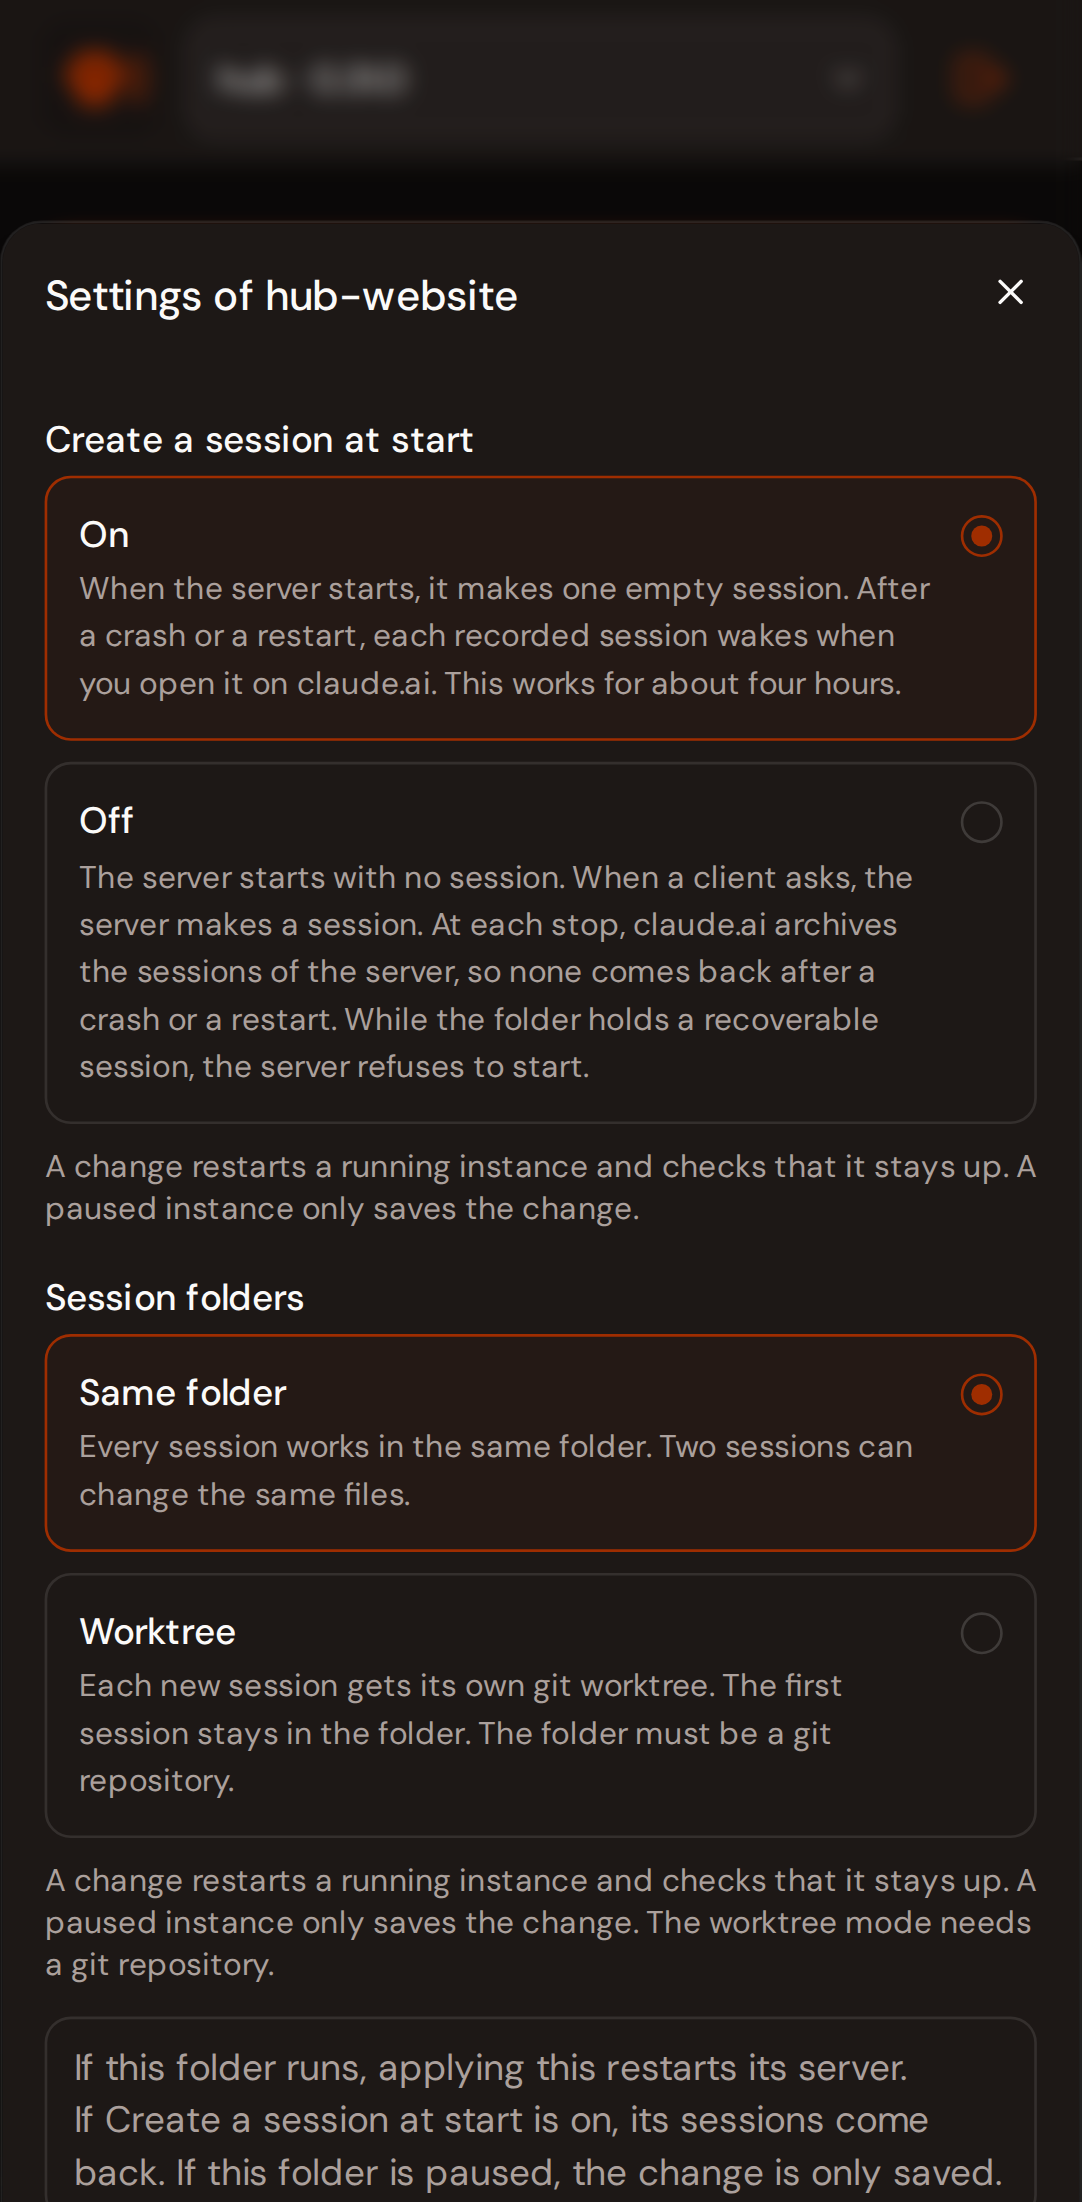 Settings of hub-website
Create a session at start
On
When the server starts, it makes one empty session. After
a crash or a restart, each recorded session wakes when
you open it on claude.ai. This works for about four hours.
Off
The server starts with no session. When a client asks, the
server makes a session. At each stop, claude.ai archives
the sessions of the server, so none comes back after a
crash or a restart. While the folder holds a recoverable
session, the server refuses to start.
A change restarts a running instance and checks that it stays up. A
paused instance only saves the change.
Session folders
Same folder
Every session works in the same folder. Two sessions can
change the same files.
Worktree
Each new session gets its own git worktree. The first
session stays in the folder. The folder must be a git
repository.
A change restarts a running instance and checks that it stays up. A
paused instance only saves the change. The worktree mode needs
a git repository.
If this folder runs, applying this restarts its server.
If Create a session at start is on, its sessions come
back. If this folder is paused, the change is only saved.